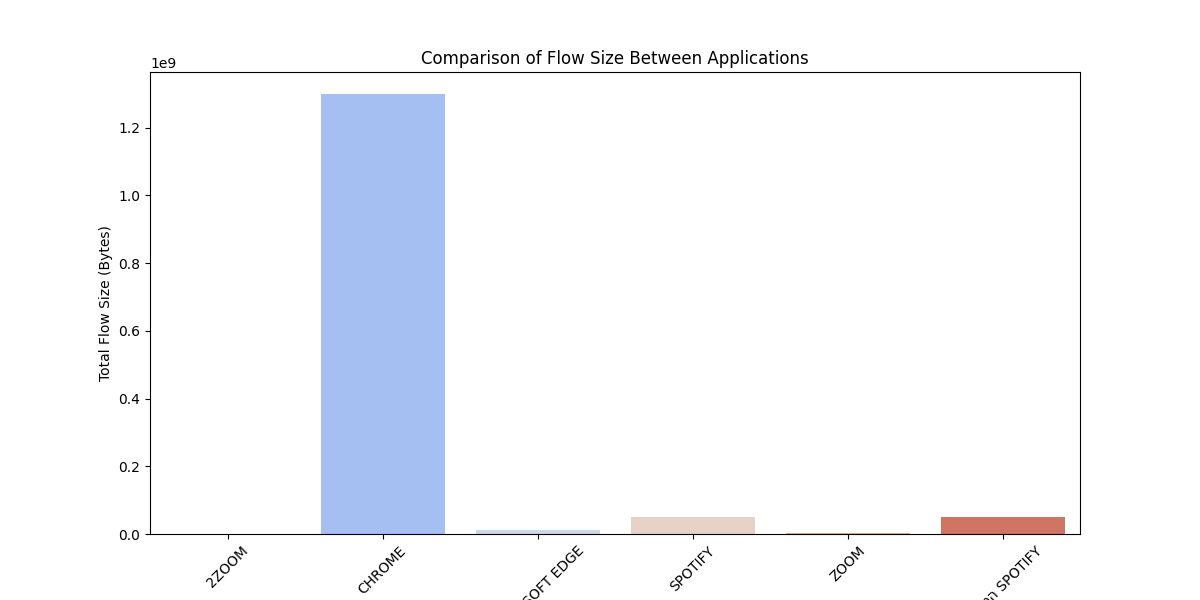 Comparison of Flow Size Between Applications
1e9
Total Flow Size (Bytes)
1.2
1.0
0.8
0.6
0.4
0.2
0.0
2ZOOM
CHROME
SOFT EDGE
SPOTIFY
ZOOM
SPOTIFY